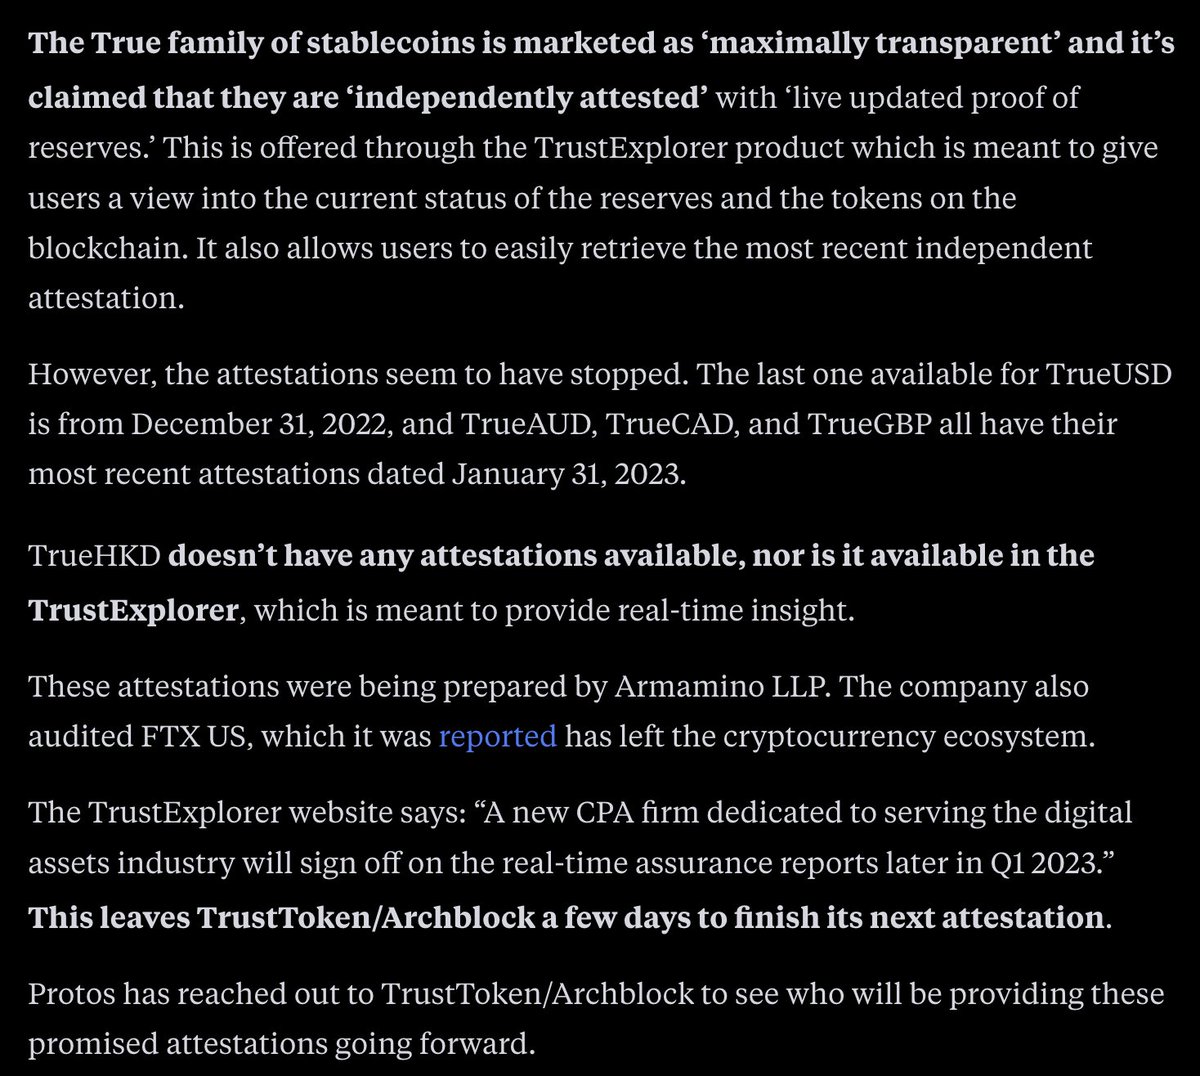 The True family of stablecoins is marketed as ‘maximally transparent’ and it’s
claimed that they are ‘independently attested’ with ‘live updated proof of
reserves.’ This is offered through the TrustExplorer product which is meant to give
users a view into the current status of the reserves and the tokens on the
blockchain. It also allows users to easily retrieve the most recent independent
attestation.
However, the attestations seem to have stopped. The last one available for TrueUSD
is from December 31, 2022, and TrueAUD, TrueCAD, and TrueGBP all have their
most recent attestations dated January 31, 2023.
TrueHKD doesn’t have any attestations available, nor is it available in the
TrustExplorer, which is meant to provide real-time insight.
These attestations were being prepared by Armamino LLP. The company also
audited FTX US, which it was reported has left the cryptocurrency ecosystem.
The TrustExplorer website says: “A new CPA firm dedicated to serving the digital
assets industry will sign off on the real-time assurance reports later in Q1 2023.”
This leaves TrustToken/Archblock a few days to finish its next attestation.
Protos has reached out to TrustToken/Archblock to see who will be providing these
promised attestations going forward.